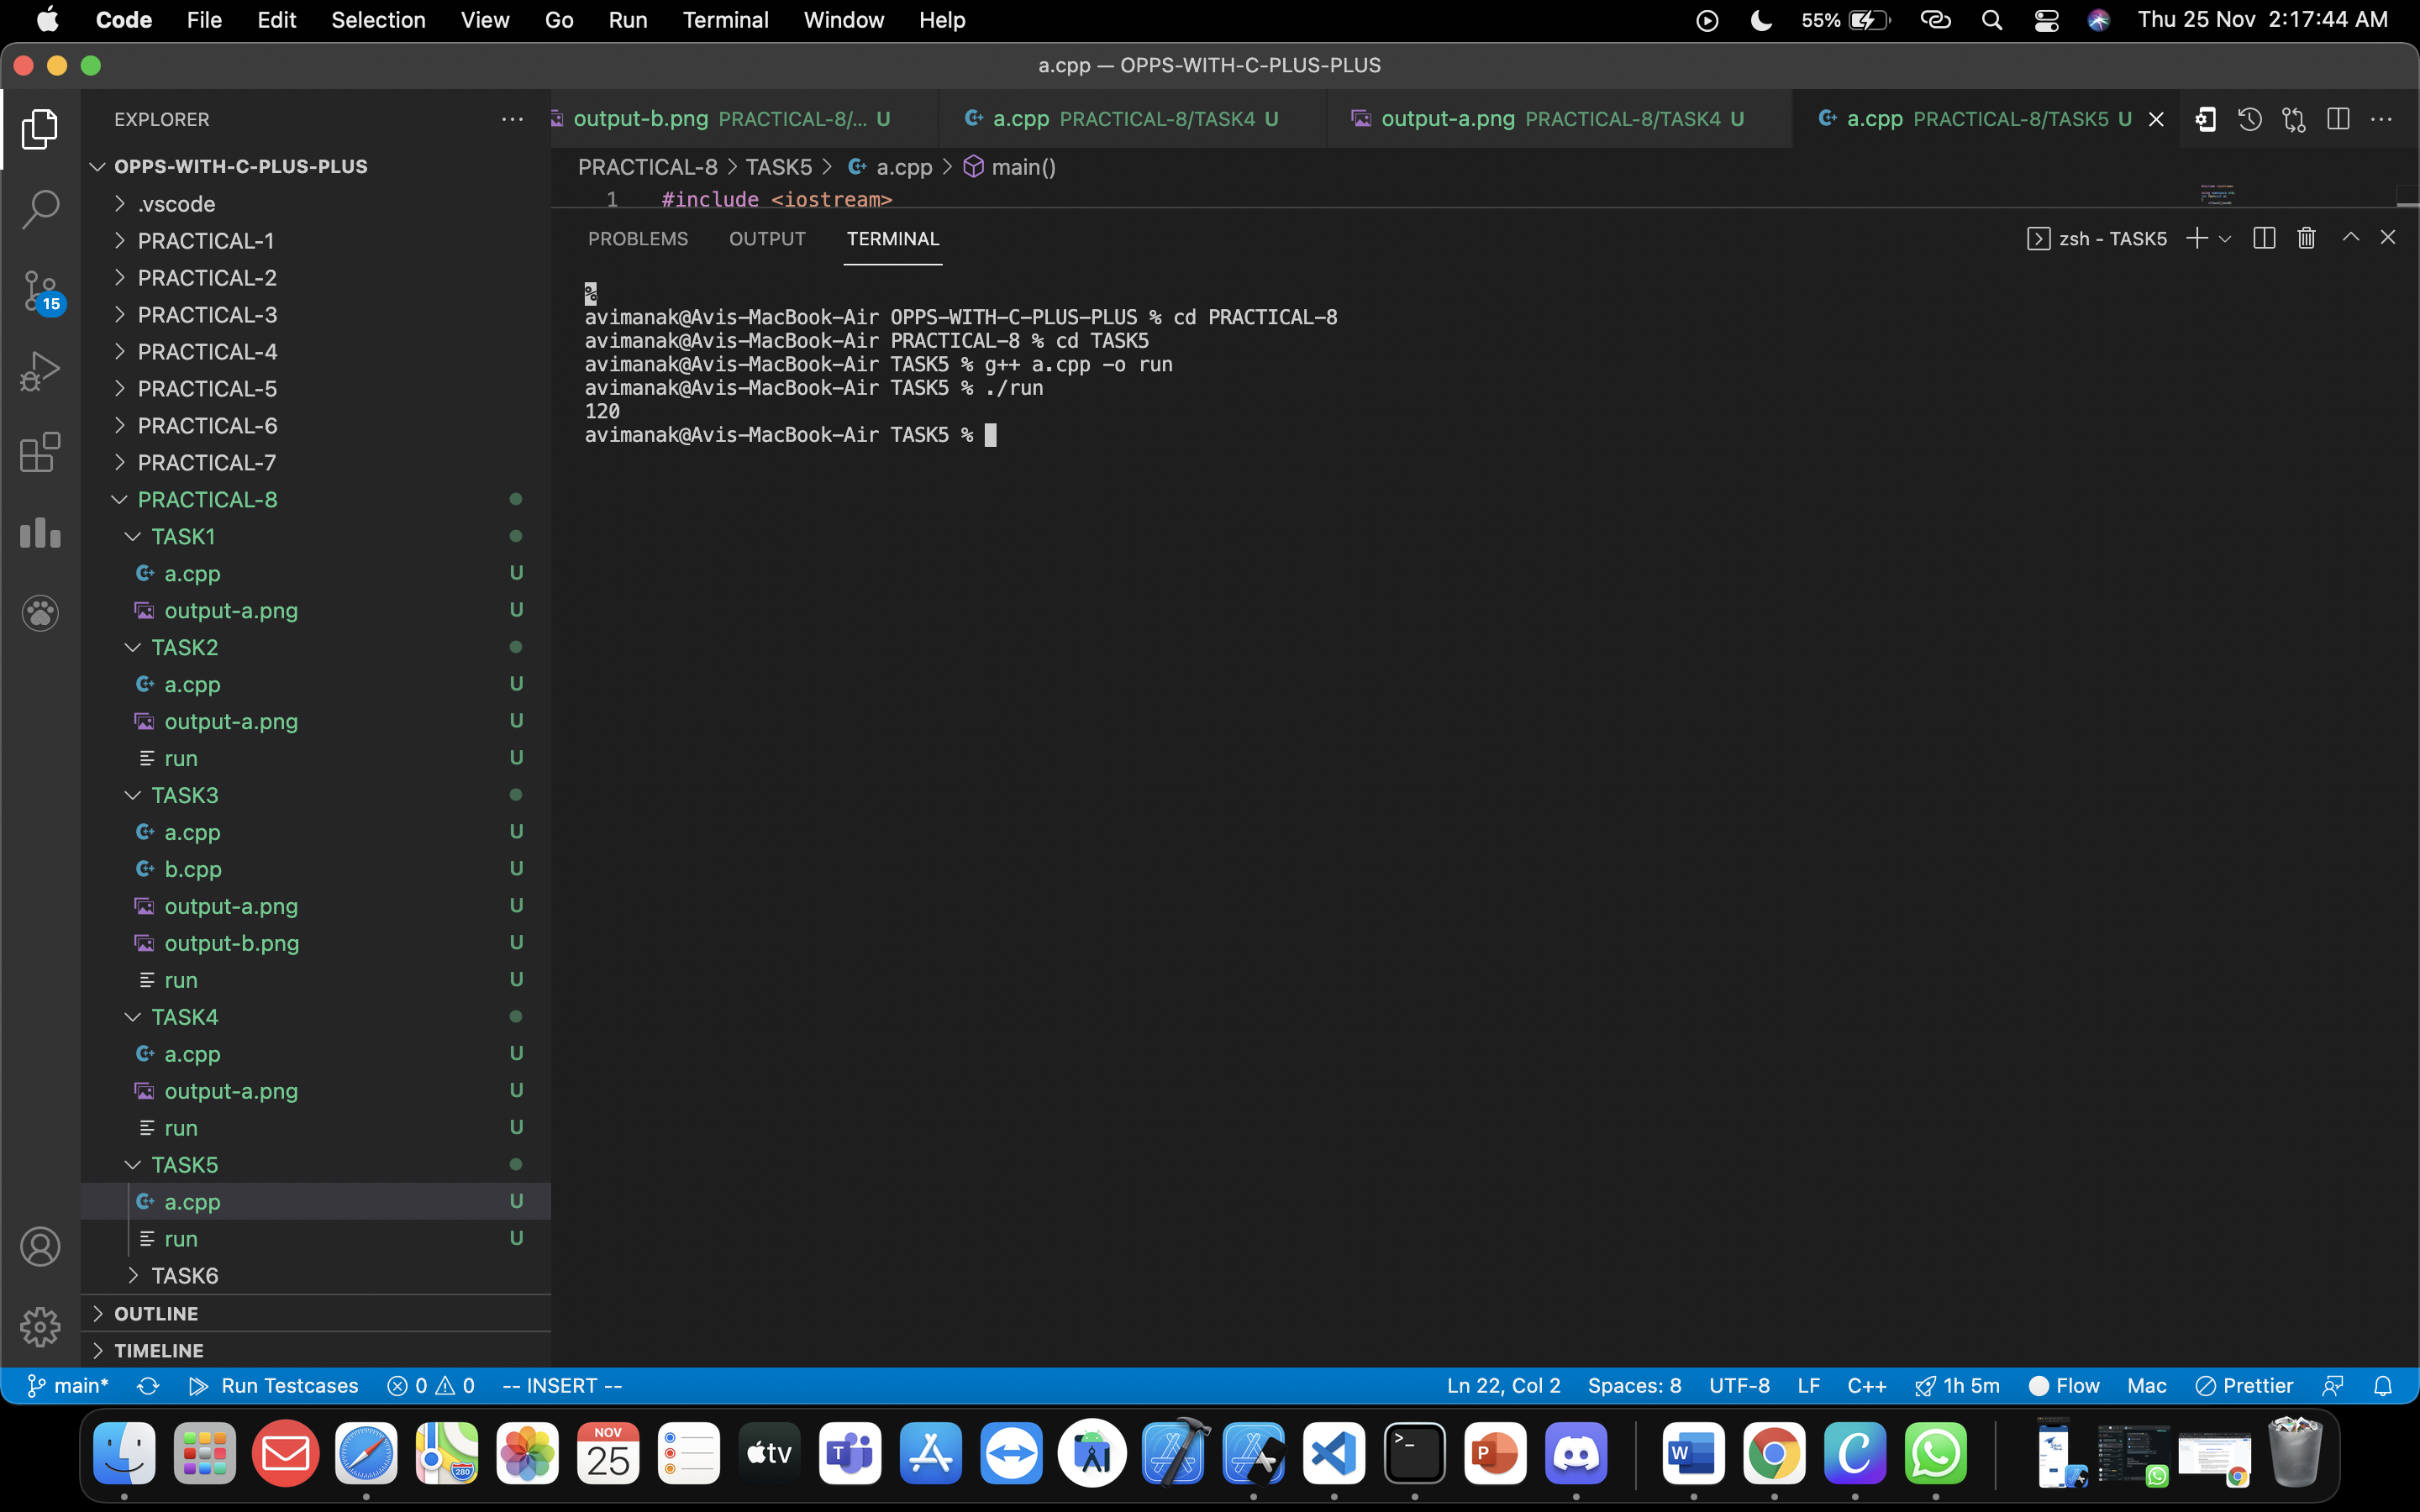 Code File Edit Selection View Go Run Terminal Window Help 55% Thu 25 Nov 2:17:44 AM
a.cpp — OPPS-WITH-C-PLUS-PLUS
EXPLORER
output-b.png PRACTICAL-8/... U a.cpp PRACTICAL-8/TASK4 U output-a.png PRACTICAL-8/TASK4 U a.cpp PRACTICAL-8/TASK5 U
PRACTICAL-8 > TASK5 > a.cpp > main()
1 #include <iostream>
PROBLEMS OUTPUT TERMINAL zsh - TASK5
%
avimanak@Avis-MacBook-Air OPPS-WITH-C-PLUS-PLUS % cd PRACTICAL-8
avimanak@Avis-MacBook-Air PRACTICAL-8 % cd TASK5
avimanak@Avis-MacBook-Air TASK5 % g++ a.cpp -o run
avimanak@Avis-MacBook-Air TASK5 % ./run
120
avimanak@Avis-MacBook-Air TASK5 %
OPPS-WITH-C-PLUS-PLUS
.vscode
PRACTICAL-1
PRACTICAL-2
PRACTICAL-3
PRACTICAL-4
PRACTICAL-5
PRACTICAL-6
PRACTICAL-7
PRACTICAL-8
TASK1
a.cpp U
output-a.png U
TASK2
a.cpp U
output-a.png U
run U
TASK3
a.cpp U
b.cpp U
output-a.png U
output-b.png U
run U
TASK4
a.cpp U
output-a.png U
run U
TASK5
a.cpp U
run U
TASK6
OUTLINE
TIMELINE
15
main* Run Testcases 0 0 -- INSERT -- Ln 22, Col 2 Spaces: 8 UTF-8 LF C++ 1h 5m Flow Mac Prettier
280
NOV
25
tv
T
>_
P
W
C